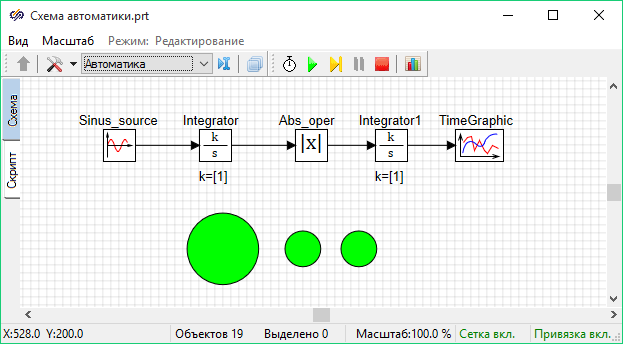 Схема автоматики.prt
Вид Масштаб Режим: Редактирование
Автоматика
Схема
Скрипт
Sinus_source Integrator Abs_oper Integrator1 TimeGraphic
k s |x| k s
k=[1] k=[1]
X:528.0 Y:200.0 Объектов 19 Выделено 0 Масштаб:100.0 % Сетка вкл. Привязка вкл.